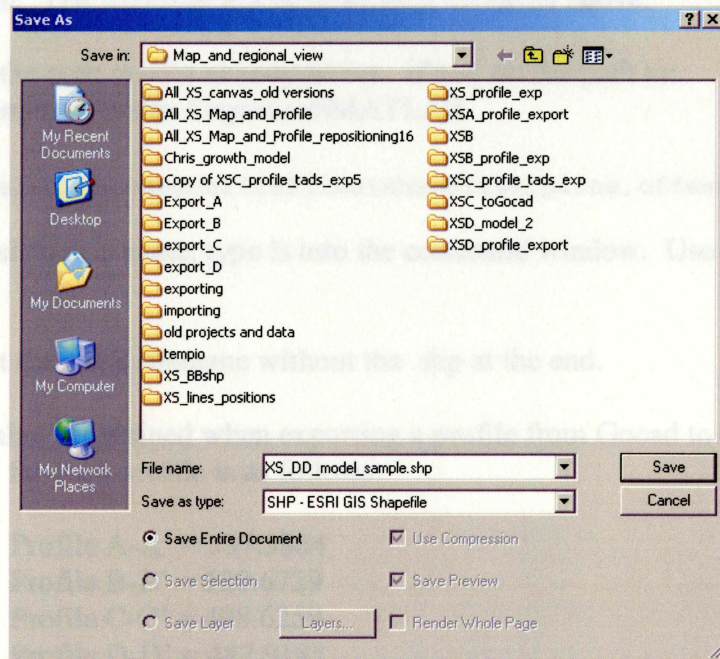 Save As
Save in:
Map_and_regional_view
My Recent
Documents
Desktop
My Documents
My Computer
My Network
Places
All_XS_canvas_old versions
All_XS_Map_and_Profile
All_XS_Map_and_Profile_repositioning16
Chris_growth_model
Copy of XSC_profile_tads_exp5
Export_A
Export_B
export_C
export_D
exporting
importing
old projects and data
tempio
XS_BBshp
XS_lines_positions
XS_profile_exp
XSA_profile_export
XSB
XSB_profile_exp
XSC_profile_tads_exp
XSC_toGocad
XSD_model_2
XSD_profile_export
File name:
XS_DD_model_sample.shp
Save
Save as type:
SHP - ESRI GIS Shapefile
Cancel
Save Entire Document
Use Compression
Save Selection
Save Preview
Save Layer
Layers...
Render Whole Page